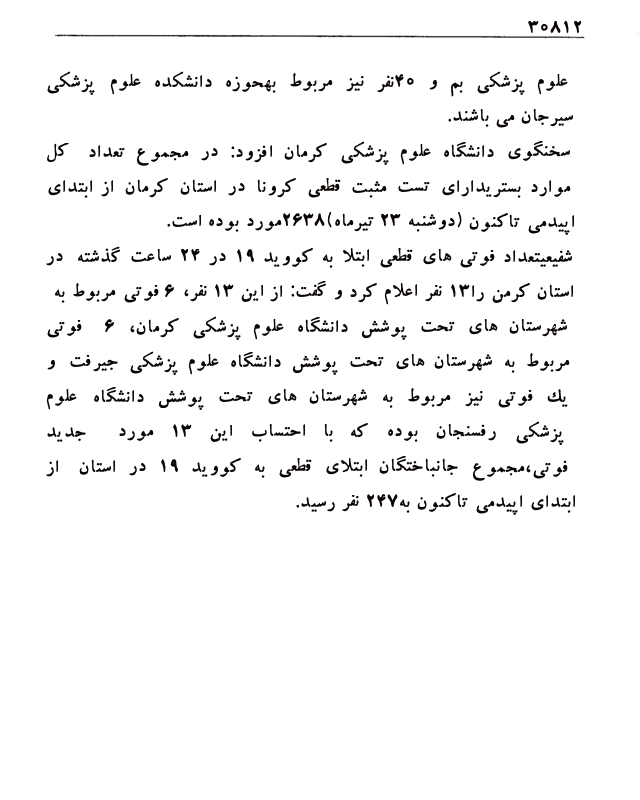 ۳۰۸۱۲
علوم پزشکی بم و ۴۰نفر نیز مربوط بهحوزه دانشکده علوم پزشکی
سیرجان می باشند.
سخنگوی دانشگاه علوم پزشکی کرمان افزود: در مجموع تعداد کل
موارد بستریدارای تست مثبت قطعی کرونا در استان کرمان از ابتدای
اپیدمی تاکنون (دوشنبه ۲۳ تیرماه)۲۶۳۸مورد بوده است.
شفیعیتعداد فوتی های قطعی ابتلا به کووید ۱۹ در ۲۴ ساعت گذشته در
استان کرمن را۱۳ نفر اعلام کرد و گفت: از این ۱۳ نفر، ۶ فوتی مربوط به
شهرستان های تحت پوشش دانشگاه علوم پزشکی کرمان، ۶ فوتی
مربوط به شهرستان های تحت پوشش دانشگاه علوم پزشکی جیرفت و
یك فوتی نیز مربوط به شهرستان های تحت پوشش دانشگاه علوم
پزشکی رفسنجان بوده که با احتساب این ۱۳ مورد جدید
فوتی،مجموع جانباختگان ابتلای قطعی به کووید ۱۹ در استان از
ابتدای اپیدمی تاکنون به۲۴۷ نفر رسید.